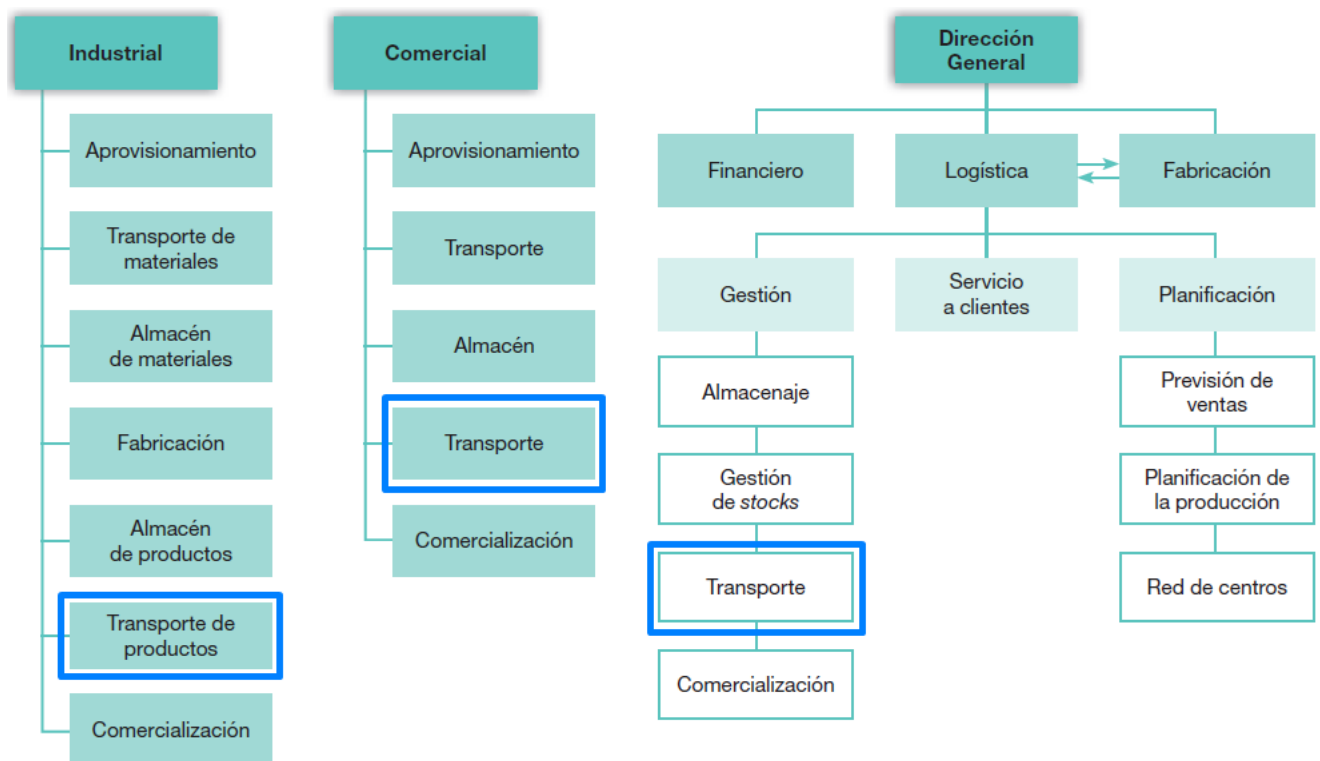 Industrial
Aprovisionamiento
Transporte de
materiales
Almacén
de materiales
Fabricación
Almacén
de productos
Transporte de
productos
Comercialización
Comercial
Aprovisionamiento
Transporte
Almacén
Transporte
Comercialización
Dirección
General
Financiero
Logística
Fabricación
Gestión
Servicio
a clientes
Planificación
Almacenaje
Gestión
de stocks
Transporte
Comercialización
Previsión de
ventas
Planificación de
la producción
Red de centros